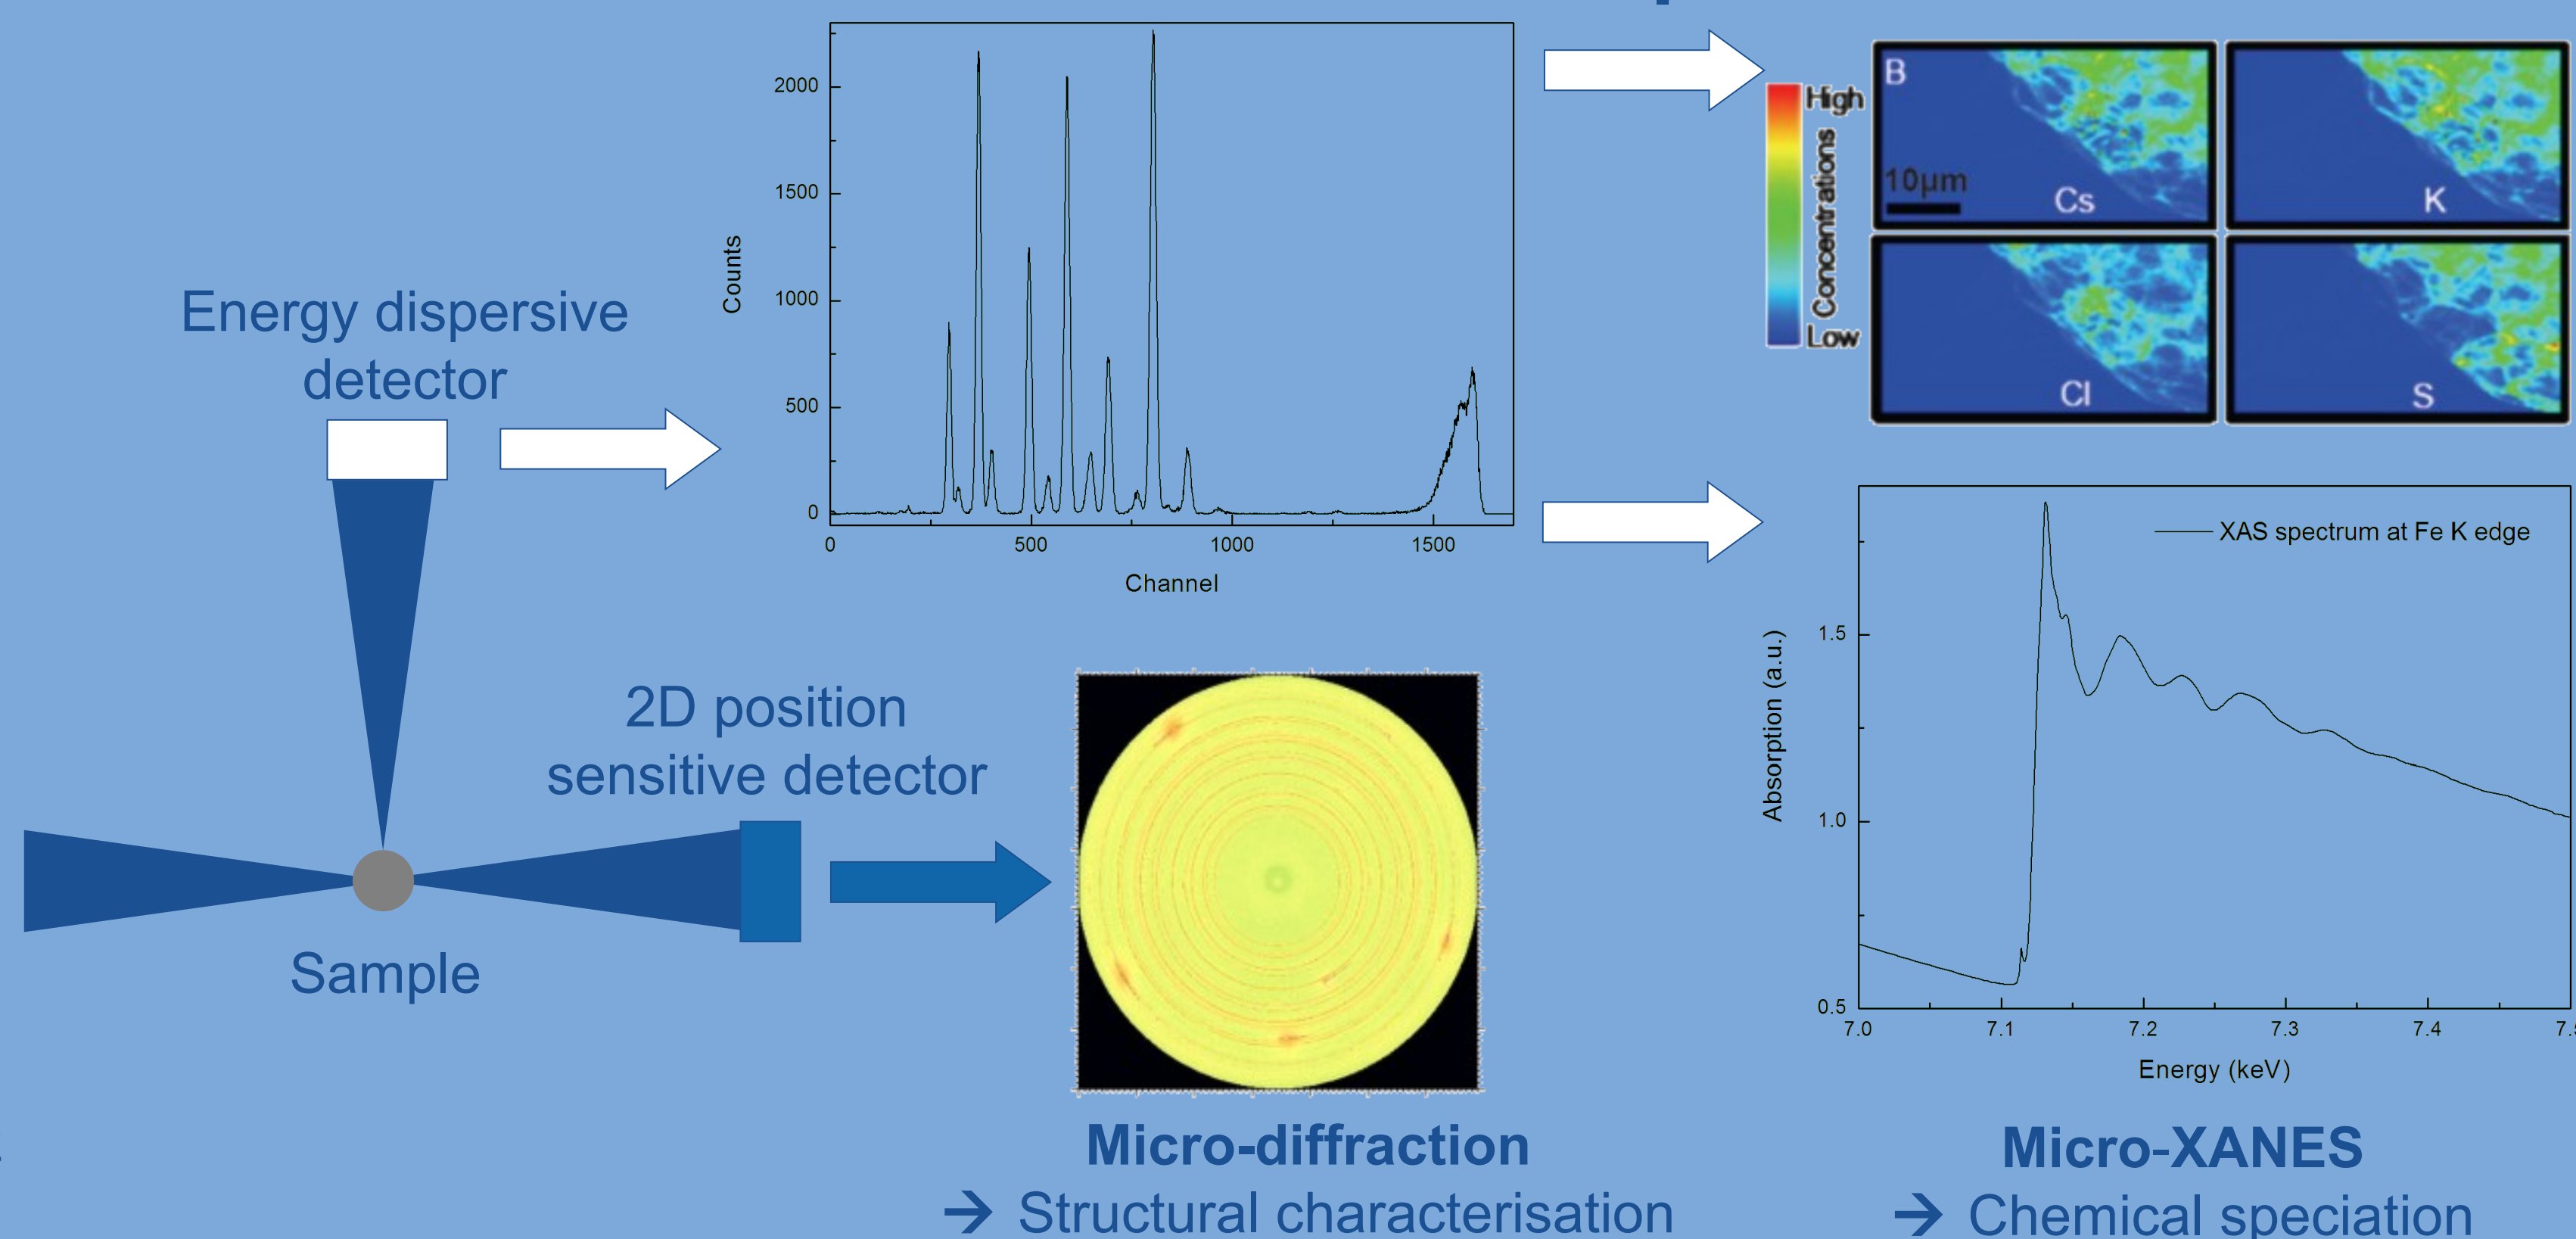 Energy dispersive
detector
2D position
sensitive detector
Sample
Counts
2000
1500
1000
500
0
0 500 1000 1500
Channel
High
Concentrations
Low
B
10µm
Cs
K
Cl
S
XAS spectrum at Fe K edge
Absorption (a.u.)
1.5
1.0
0.5
7.0 7.1 7.2 7.3 7.4
Energy (keV)
Micro-diffraction
→ Structural characterisation
Micro-XANES
→ Chemical speciation